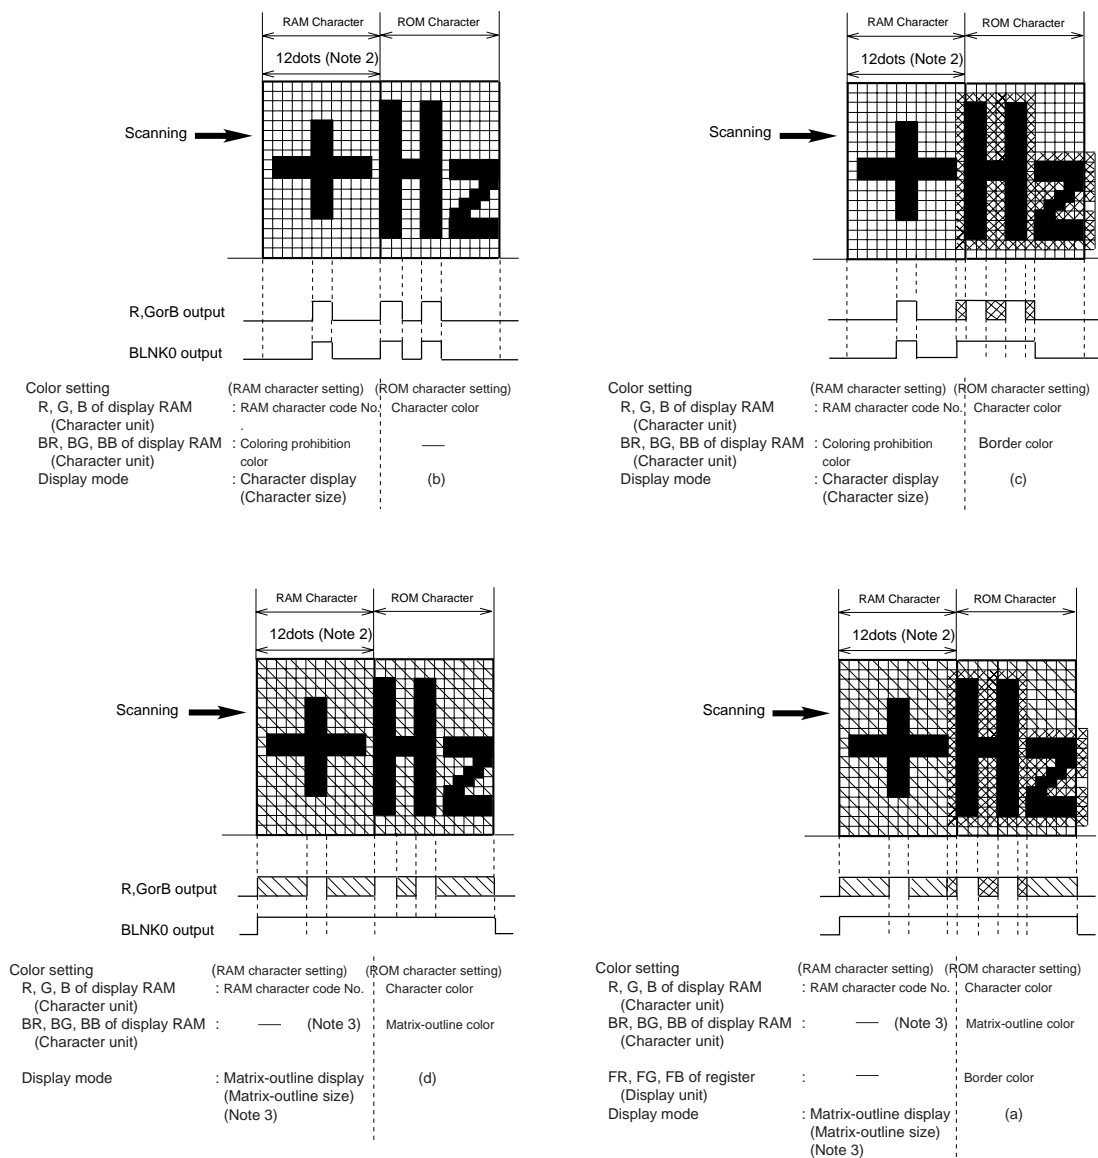 RAM Character ROM Character
12dots (Note 2)
Scanning
+Hz
R,GorB output
BLNK0 output
Color setting (RAM character setting) (ROM character setting)
R, G, B of display RAM : RAM character code No. Character color
(Character unit) .
BR, BG, BB of display RAM : Coloring prohibition —
(Character unit) color
Display mode : Character display (b)
(Character size)
RAM Character ROM Character
12dots (Note 2)
Scanning
+Hz
Color setting (RAM character setting) (ROM character setting)
R, G, B of display RAM : RAM character code No. Character color
(Character unit)
BR, BG, BB of display RAM : Coloring prohibition Border color
(Character unit) color
Display mode : Character display (c)
(Character size)
RAM Character ROM Character
12dots (Note 2)
Scanning
+Hz
R,GorB output
BLNK0 output
Color setting (RAM character setting) (ROM character setting)
R, G, B of display RAM : RAM character code No. Character color
(Character unit)
BR, BG, BB of display RAM : — (Note 3) Matrix-outline color
(Character unit)
Display mode : Matrix-outline display (d)
(Matrix-outline size)
(Note 3)
RAM Character ROM Character
12dots (Note 2)
Scanning
+Hz
Color setting (RAM character setting) (ROM character setting)
R, G, B of display RAM : RAM character code No. Character color
(Character unit)
BR, BG, BB of display RAM : — (Note 3) Matrix-outline color
(Character unit)
FR, FG, FB of register : — Border color
(Display unit)
Display mode : Matrix-outline display (a)
(Matrix-outline size)
(Note 3)